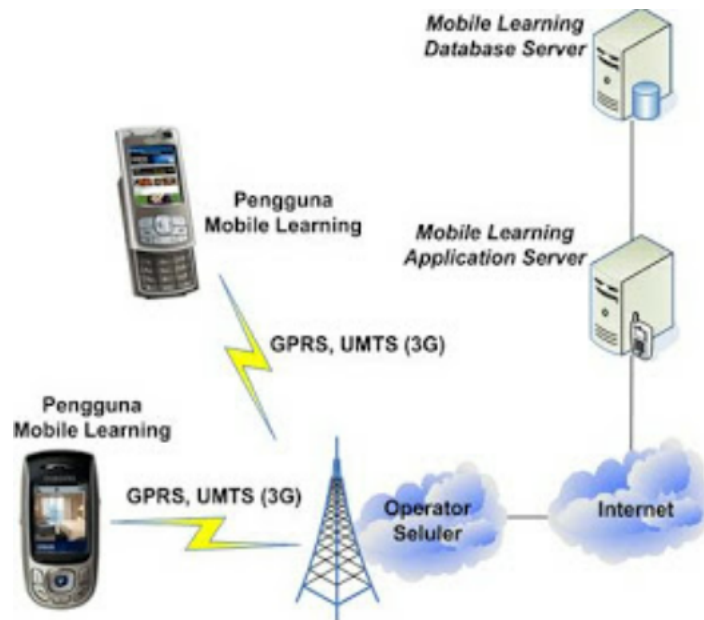 Mobile Learning
Database Server
Pengguna
Mobile Learning
Mobile Learning
Application Server
GPRS, UMTS (3G)
Pengguna
Mobile Learning
GPRS, UMTS (3G)
Operator
Seluler
Internet